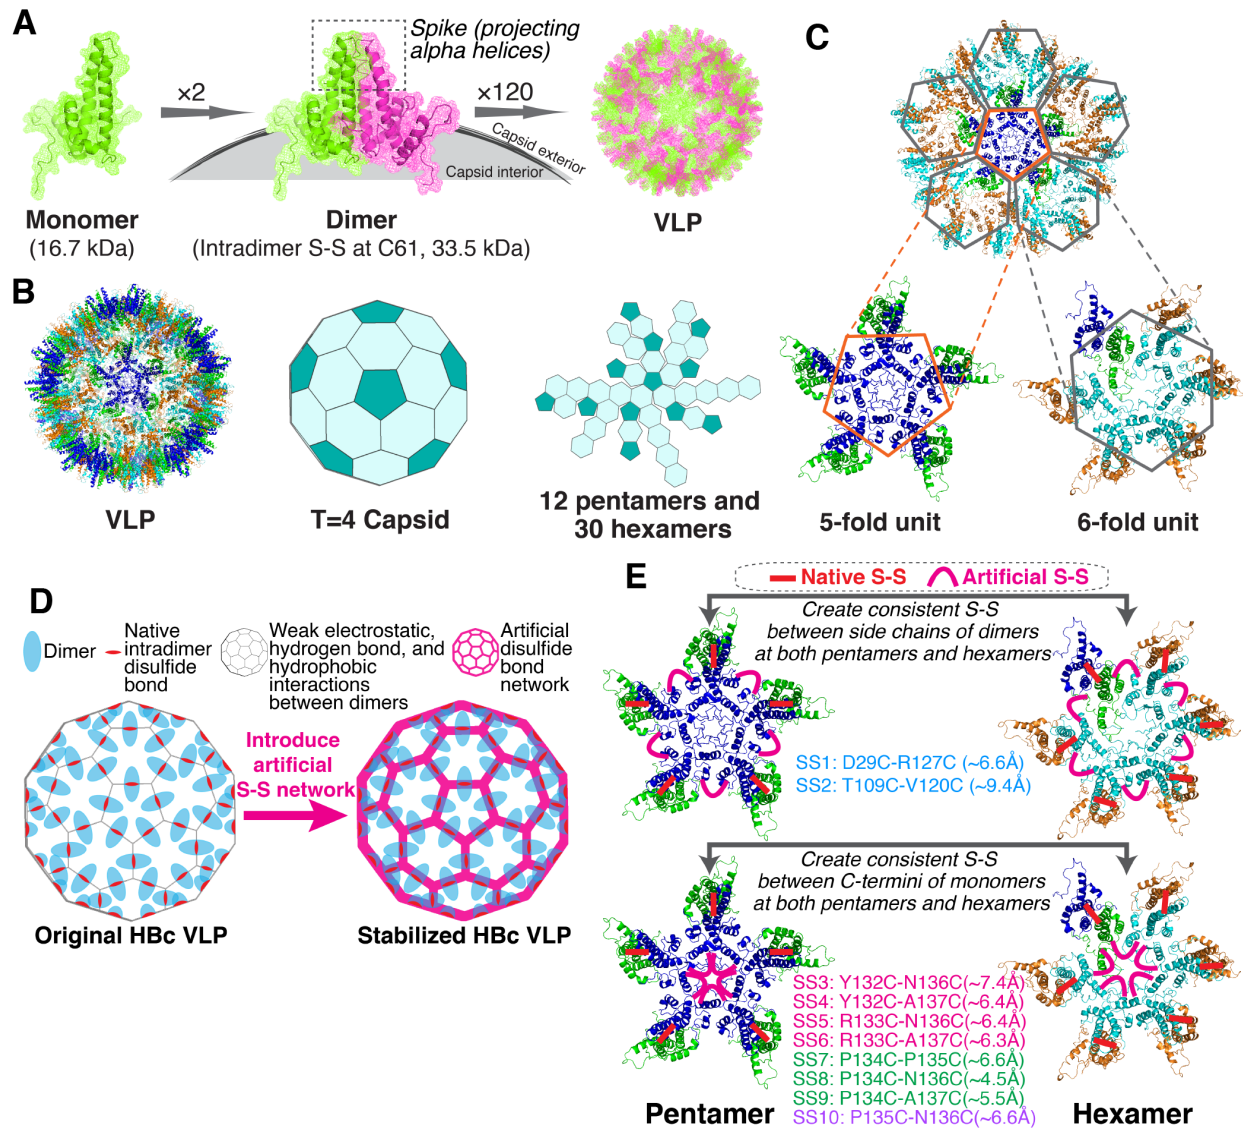 A
Spike (projecting
alpha helices)
×2
×120
Capsid exterior
Capsid interior
Monomer
(16.7 kDa)
Dimer
(Intradimer S-S at C61, 33.5 kDa)
VLP
B
VLP
T=4 Capsid
12 pentamers and
30 hexamers
C
5-fold unit
6-fold unit
D
Dimer
Native
intradimer
disulfide
bond
Weak electrostatic,
hydrogen bond, and
hydrophobic
interactions
between dimers
Artificial
disulfide
bond
network
Introduce
artificial
S-S network
Original HBc VLP
Stabilized HBc VLP
E
Native S-S
Artificial S-S
Create consistent S-S
between side chains of dimers
at both pentamers and hexamers
SS1: D29C-R127C (~6.6Å)
SS2: T109C-V120C (~9.4Å)
Create consistent S-S
between C-termini of monomers
at both pentamers and hexamers
SS3: Y132C-N136C(~7.4Å)
SS4: Y132C-A137C(~6.4Å)
SS5: R133C-N136C(~6.4Å)
SS6: R133C-A137C(~6.3Å)
SS7: P134C-P135C(~6.6Å)
SS8: P134C-N136C(~4.5Å)
SS9: P134C-A137C(~5.5Å)
SS10: P135C-N136C(~6.6Å)
Pentamer
Hexamer